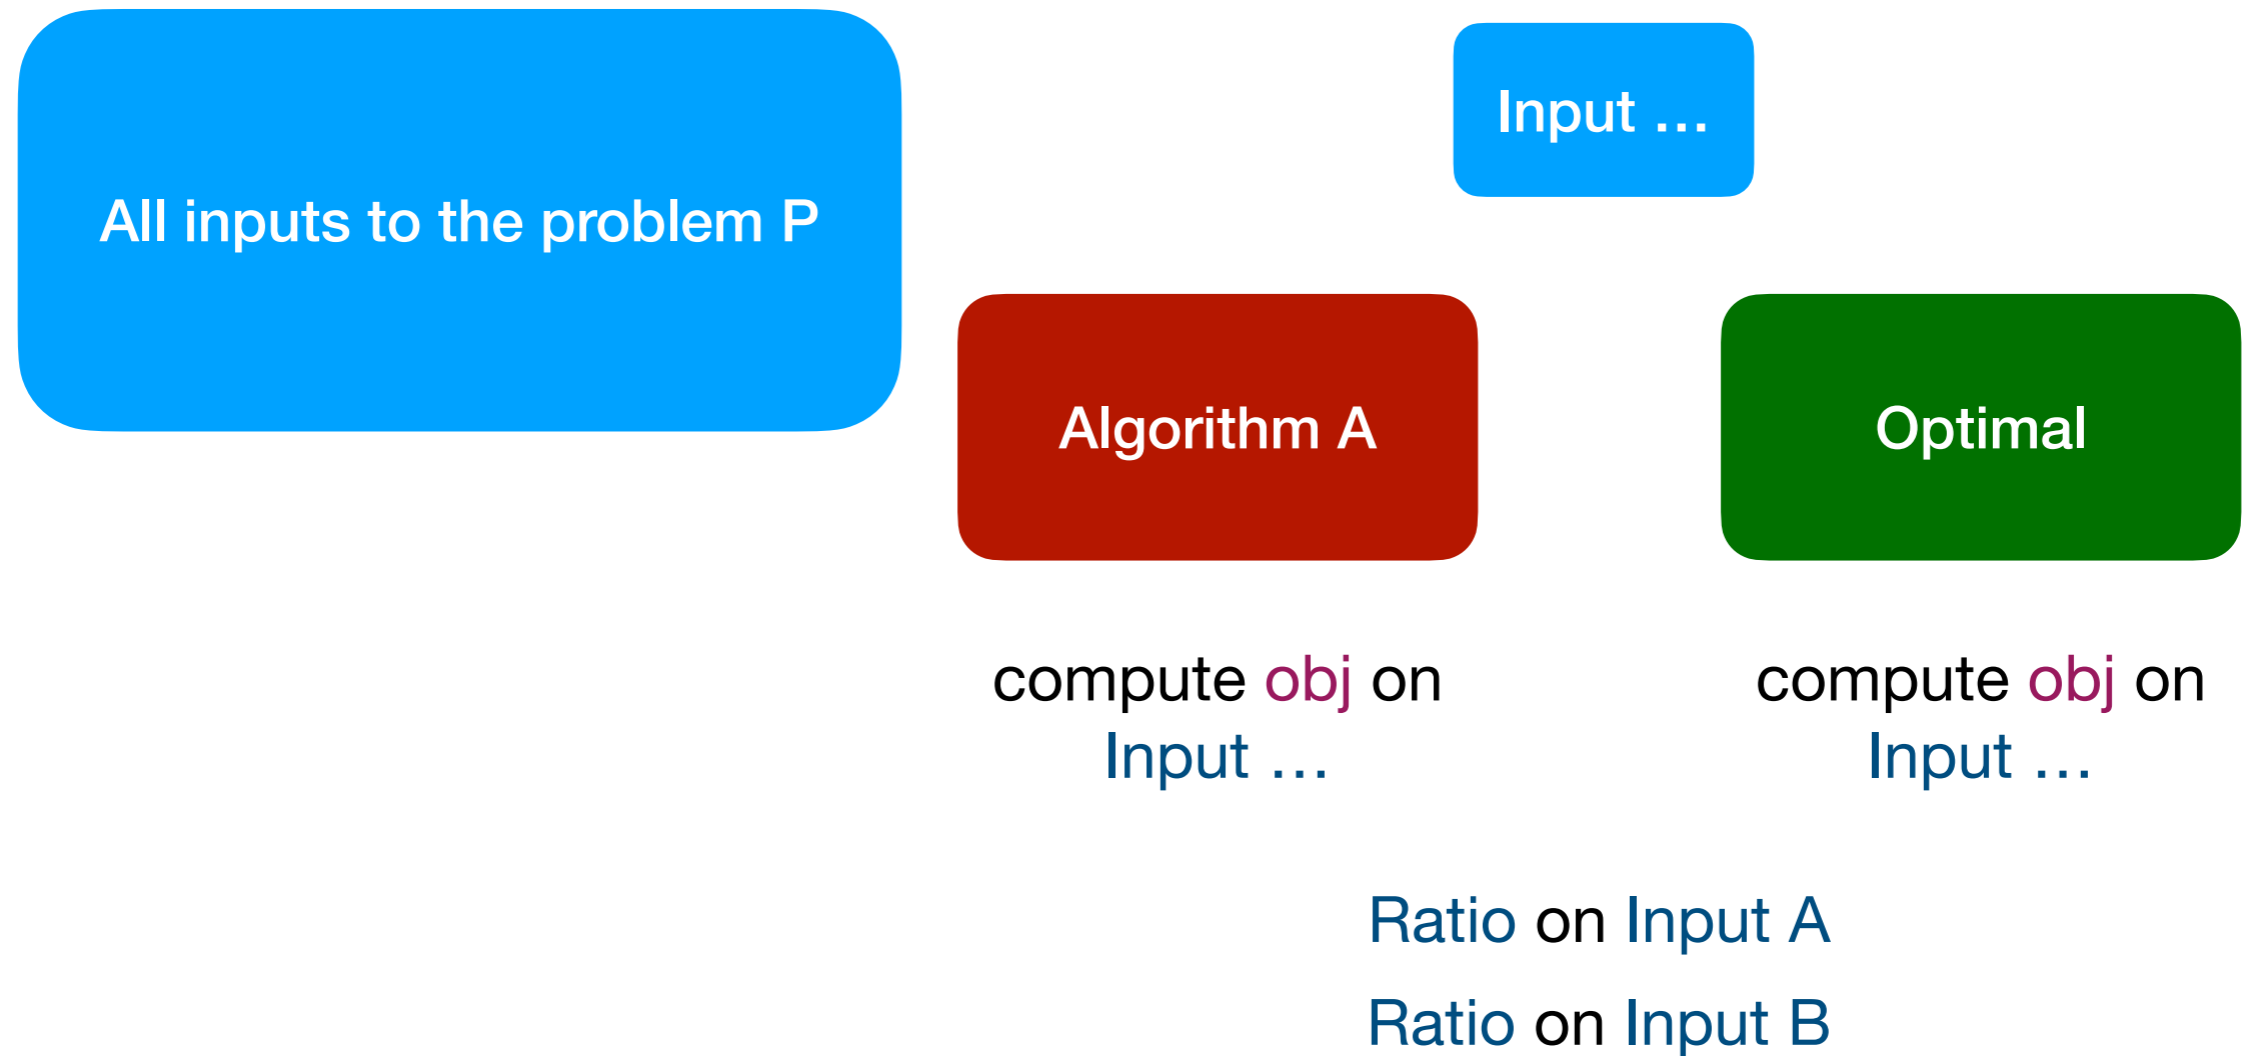 Input …
All inputs to the problem P
Algorithm A
Optimal
compute obj on
Input …
compute obj on
Input …
Ratio on Input A
Ratio on Input B